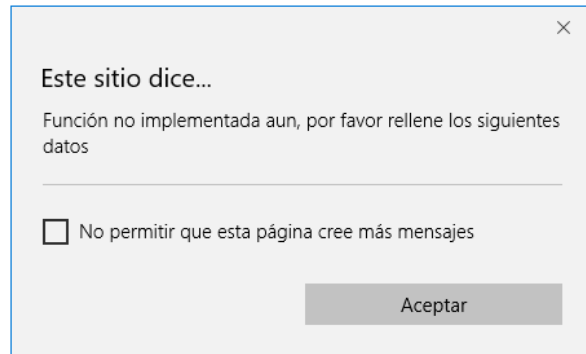 Este sitio dice...
Función no implementada aun, por favor rellene los siguientes
datos
No permitir que esta página cree más mensajes
Aceptar